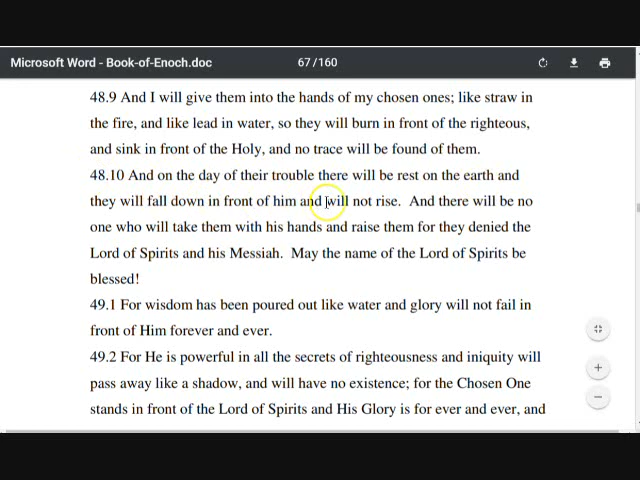 Microsoft Word - Book-of-Enoch.doc
67 / 160
48.9 And I will give them into the hands of my chosen ones; like straw in
the fire, and like lead in water, so they will burn in front of the righteous,
and sink in front of the Holy, and no trace will be found of them.
48.10 And on the day of their trouble there will be rest on the earth and
they will fall down in front of him and will not rise.  And there will be no
one who will take them with his hands and raise them for they denied the
Lord of Spirits and his Messiah.  May the name of the Lord of Spirits be
blessed!
49.1 For wisdom has been poured out like water and glory will not fail in
front of Him forever and ever.
49.2 For He is powerful in all the secrets of righteousness and iniquity will
pass away like a shadow, and will have no existence; for the Chosen One
stands in front of the Lord of Spirits and His Glory is for ever and ever, and